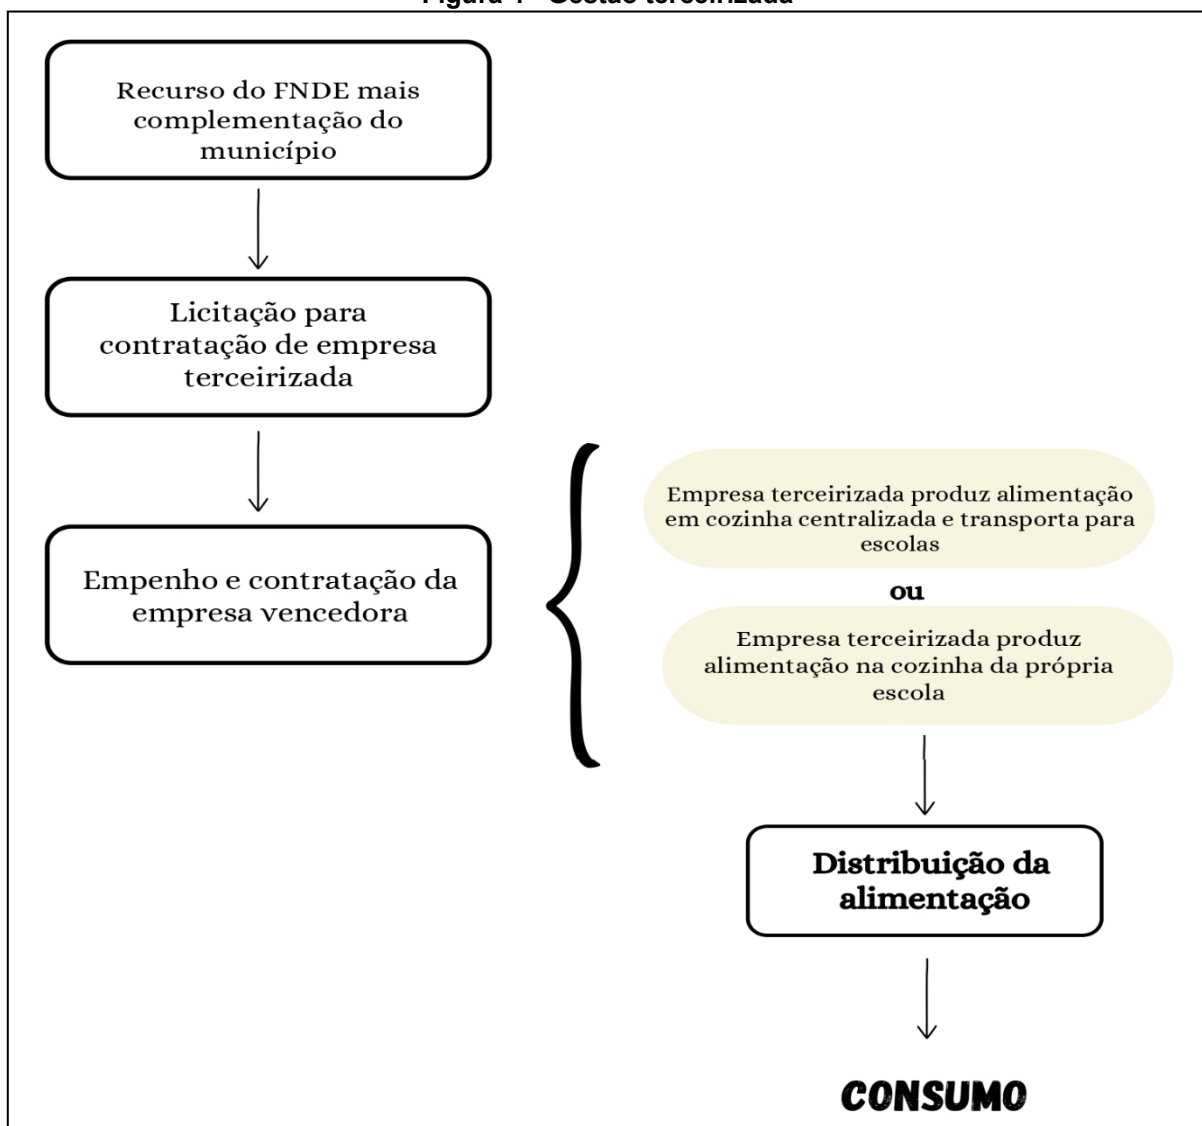 Recurso do FNDE mais
complementação do
município
Licitação para
contratação de empresa
terceirizada
Empenho e contratação da
empresa vencedora
Empresa terceirizada produz alimentação
em cozinha centralizada e transporta para
escolas
ou
Empresa terceirizada produz
alimentação na cozinha da própria
escola
Distribuição da
alimentação
CONSUMO